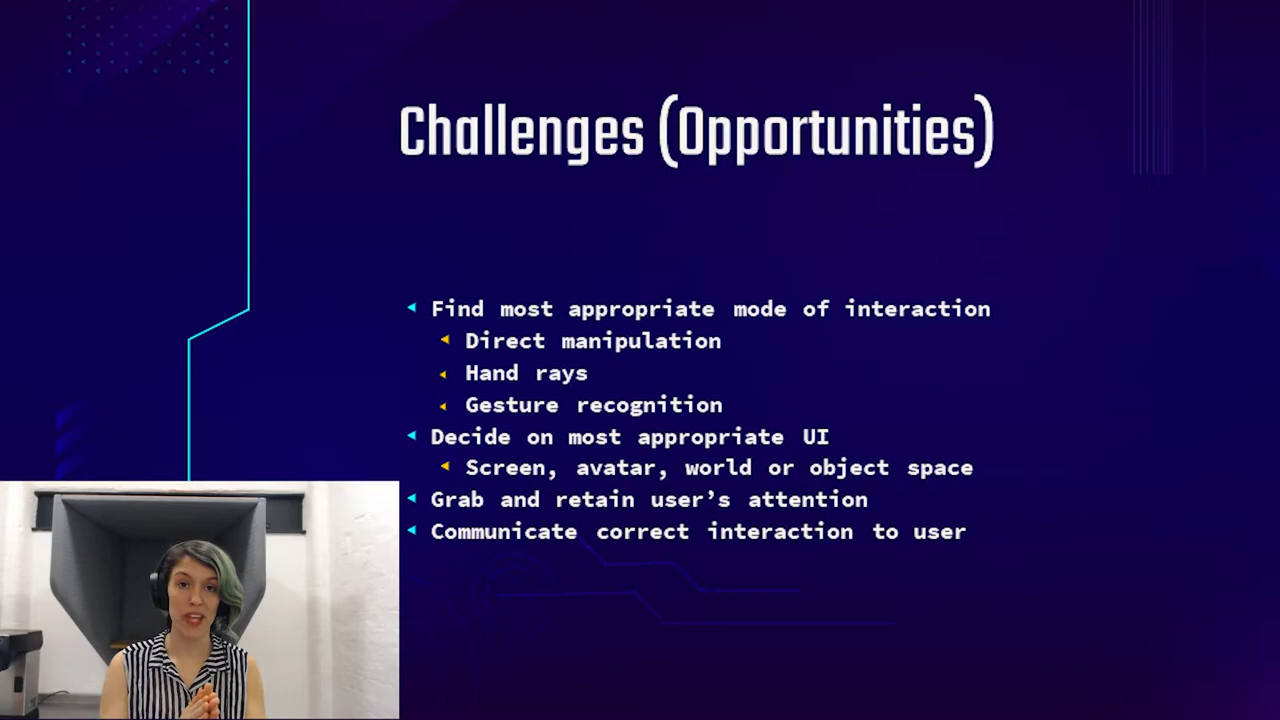 Challenges (Opportunities)
Find most appropriate mode of interaction
Direct manipulation
Hand rays
Gesture recognition
Decide on most appropriate UI
Screen, avatar, world or object space
Grab and retain user’s attention
Communicate correct interaction to user